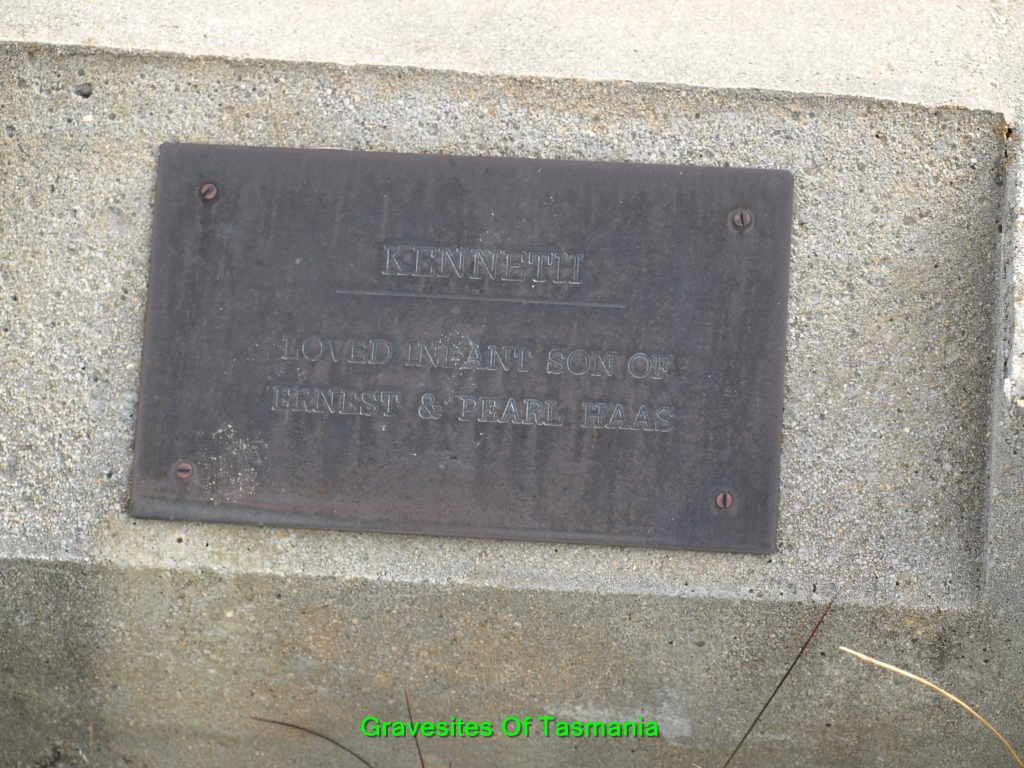 KENNETH
LOVED INFANT SON OF
ERNEST & PEARL HAAS
Gravesites Of Tasmania